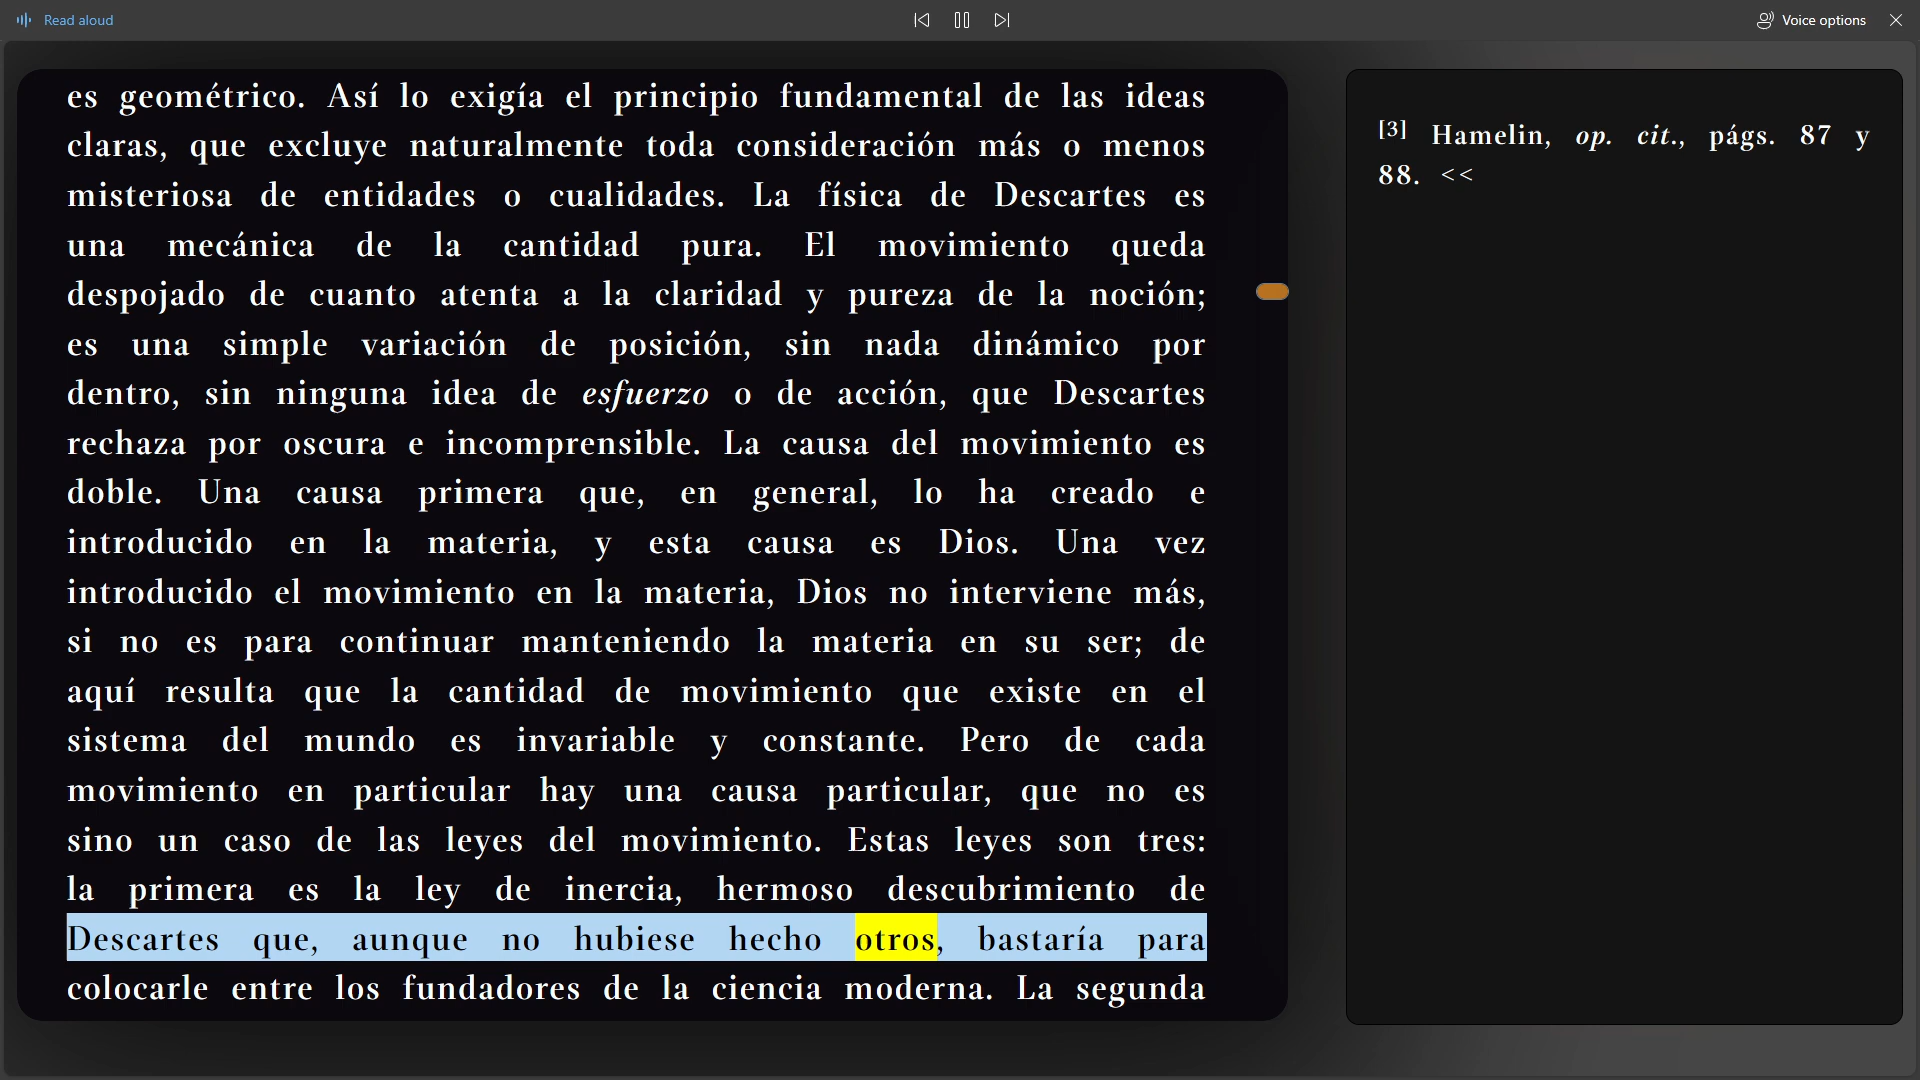 Read aloud
Voice options
es geométrico. Así lo exigía el principio fundamental de las ideas
claras, que excluye naturalmente toda consideración más o menos
misteriosa de entidades o cualidades. La física de Descartes es
una mecánica de la cantidad pura. El movimiento queda
despojado de cuanto atenta a la claridad y pureza de la noción;
es una simple variación de posición, sin nada dinámico por
dentro, sin ninguna idea de esfuerzo o de acción, que Descartes
rechaza por oscura e incomprensible. La causa del movimiento es
doble. Una causa primera que, en general, lo ha creado e
introducido en la materia, y esta causa es Dios. Una vez
introducido el movimiento en la materia, Dios no interviene más,
si no es para continuar manteniendo la materia en su ser; de
aquí resulta que la cantidad de movimiento que existe en el
sistema del mundo es invariable y constante. Pero de cada
movimiento en particular hay una causa particular, que no es
sino un caso de las leyes del movimiento. Estas leyes son tres:
la primera es la ley de inercia, hermoso descubrimiento de
Descartes que, aunque no hubiese hecho otros, bastaría para
colocarle entre los fundadores de la ciencia moderna. La segunda
[3] Hamelin, op. cit., págs. 87 y
88. <<